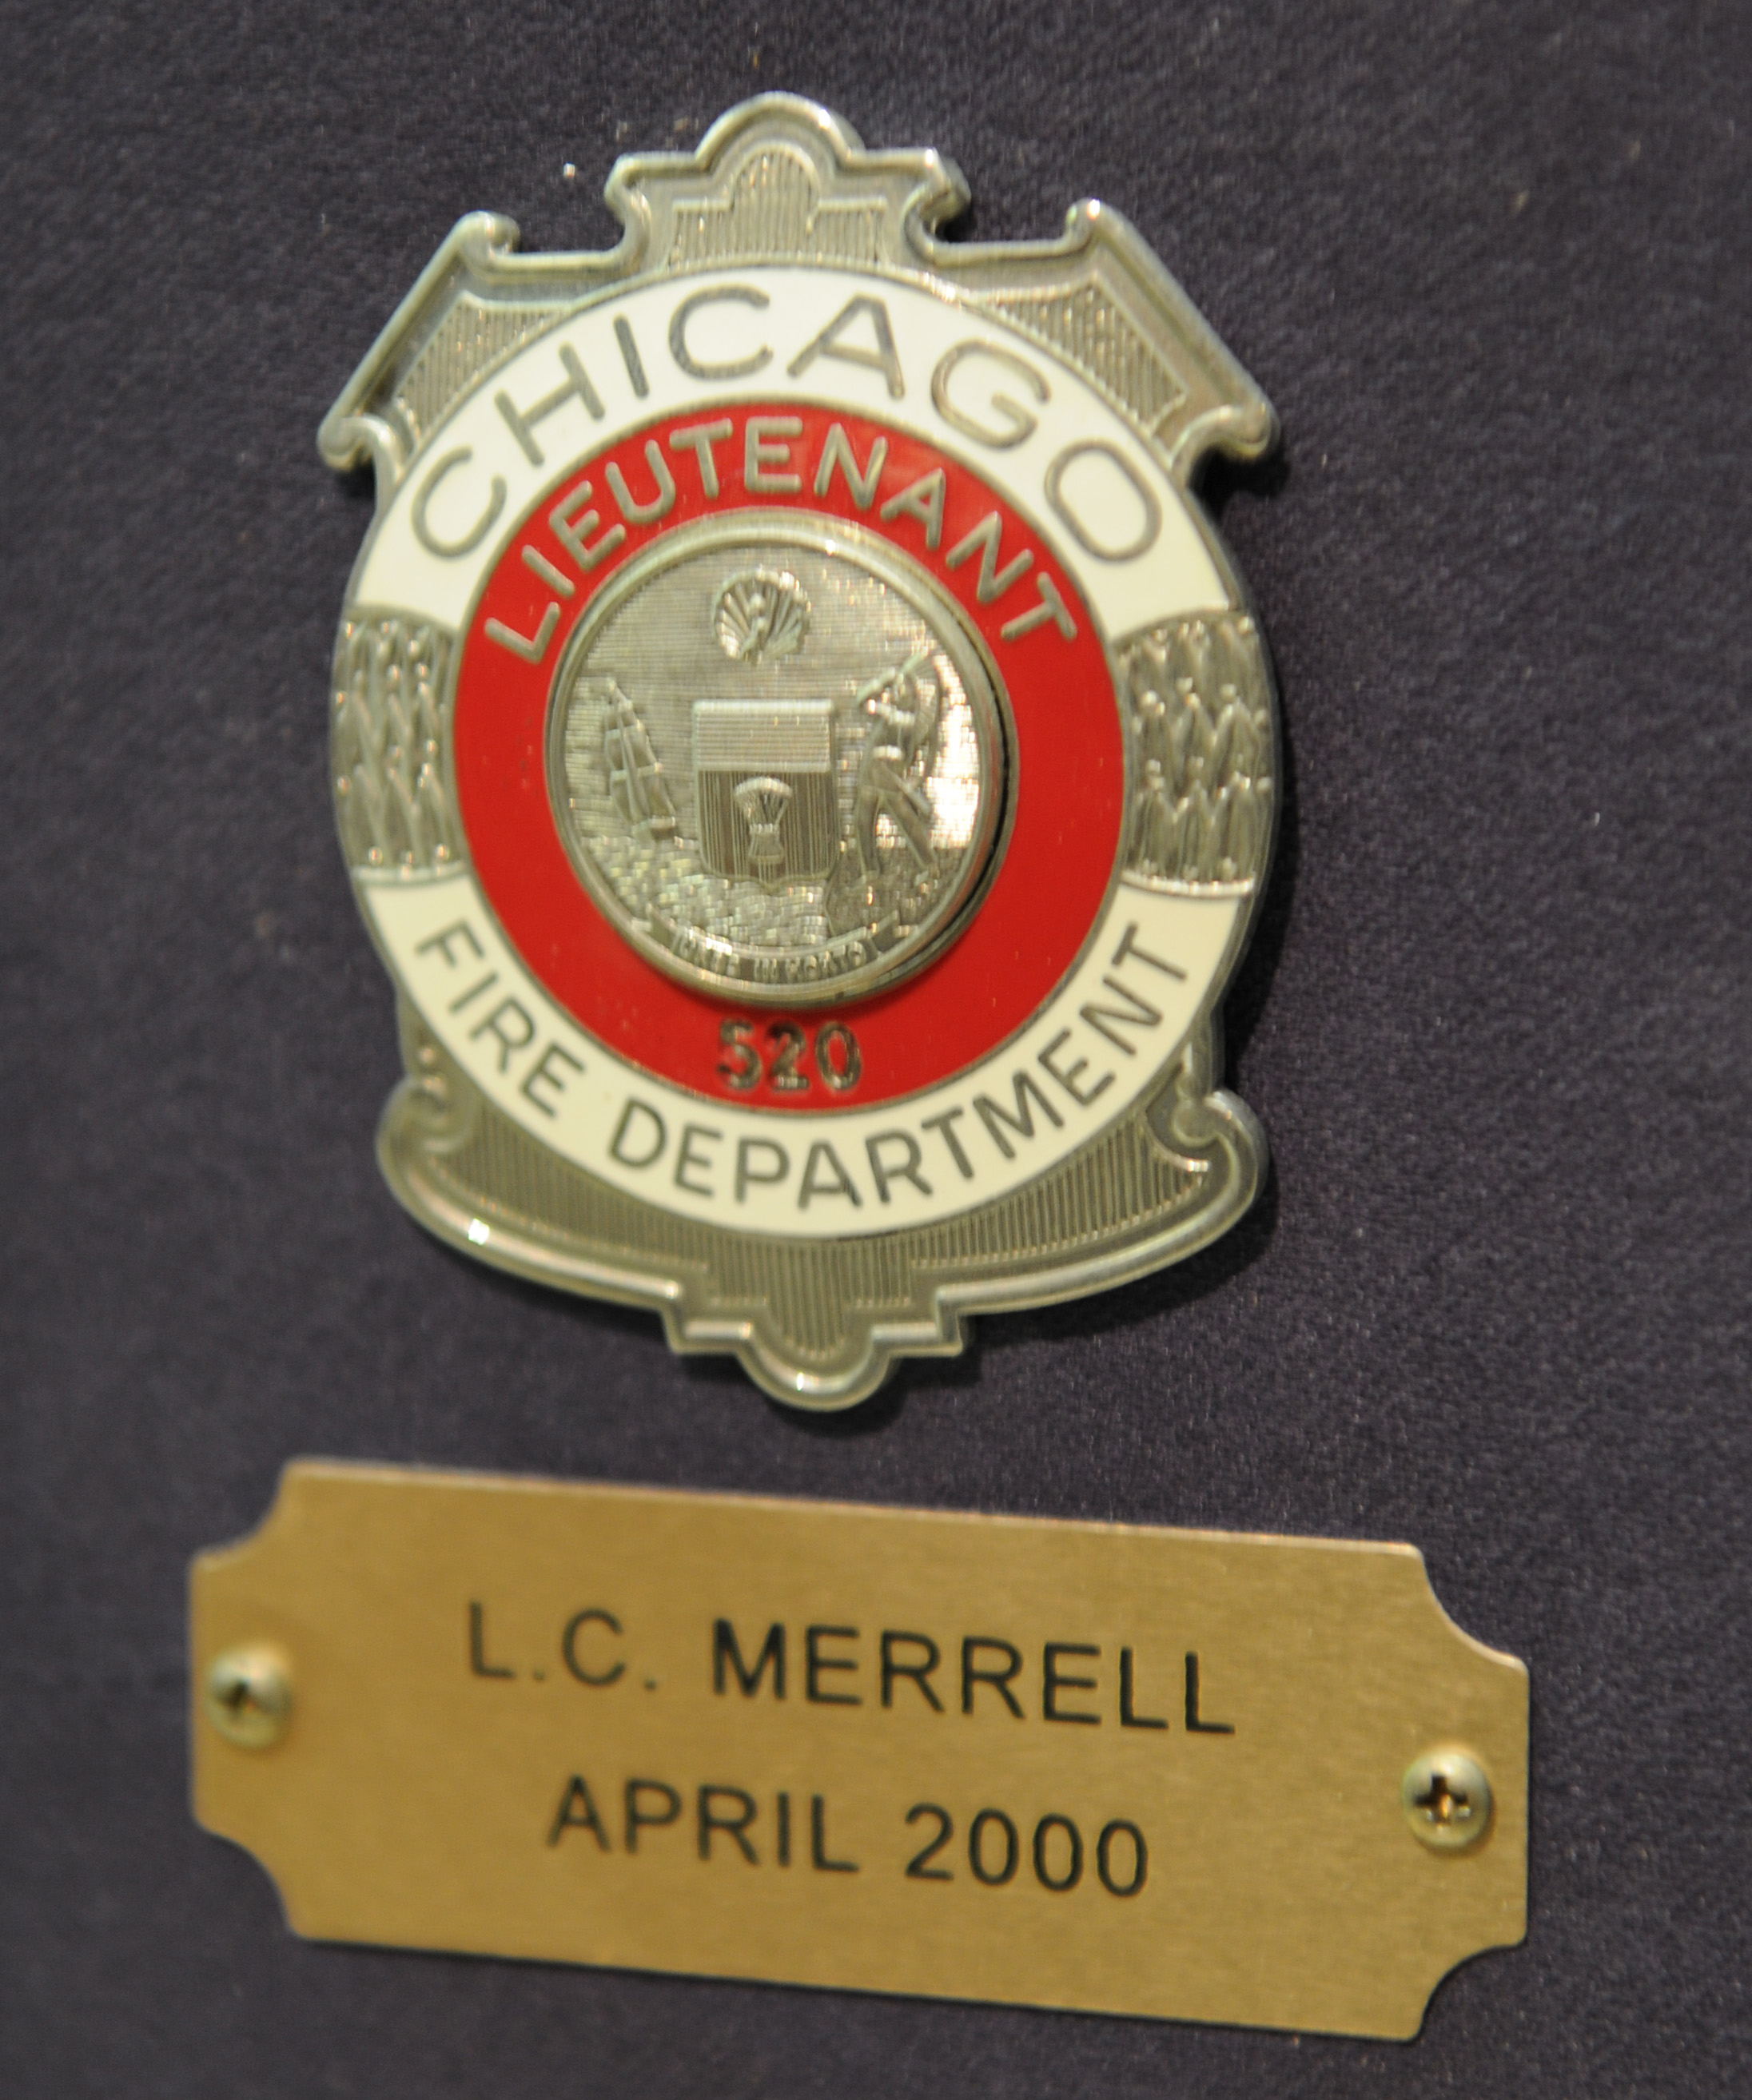 CHICAGO
LIEUTENANT
520
FIRE DEPARTMENT
L.C. MERRELL
APRIL 2000